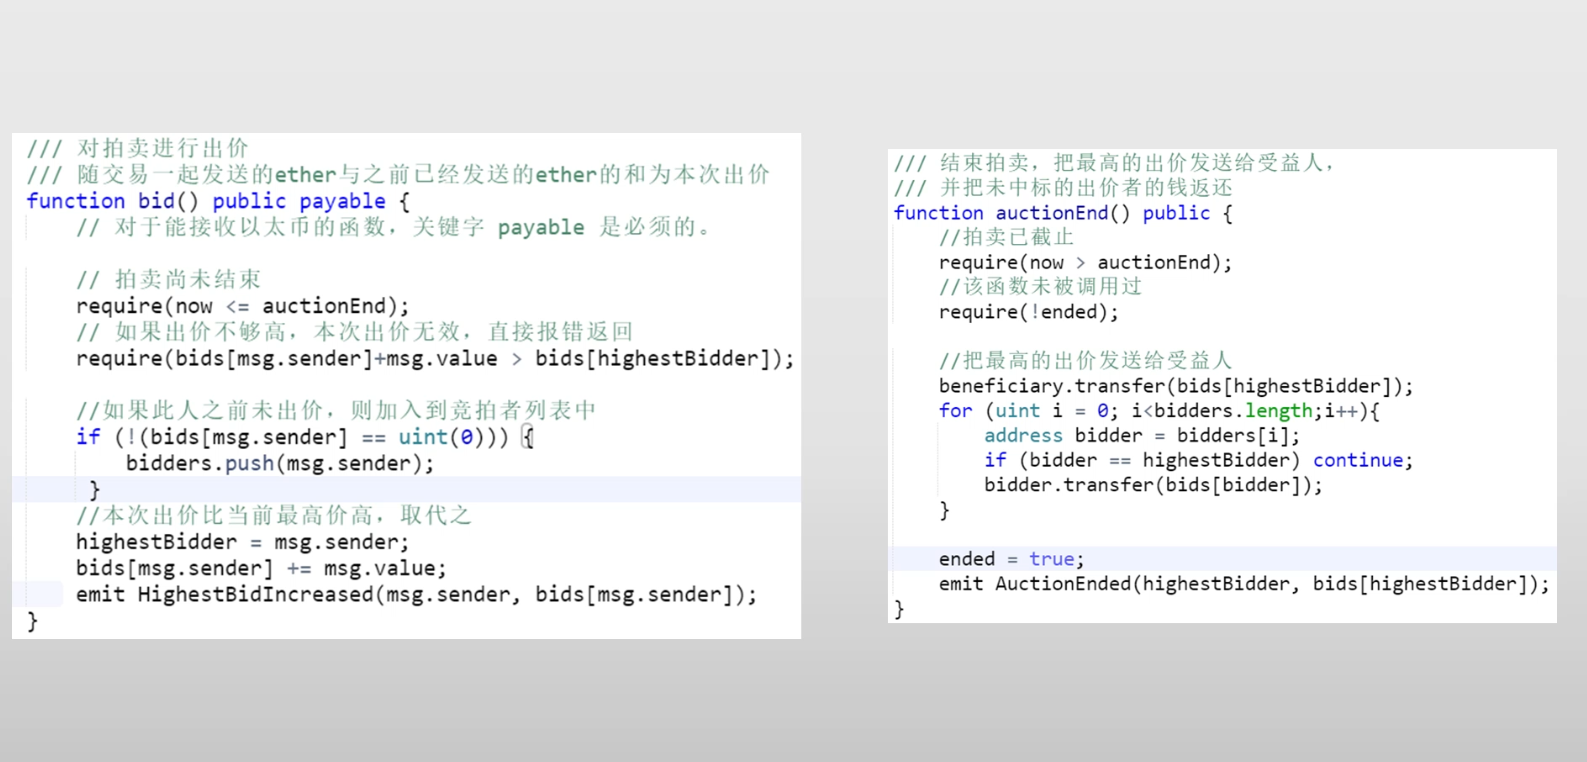 /// 对拍卖进行出价
/// 随交易一起发送的ether与之前已经发送的ether的和为本次出价
function bid() public payable {
// 对于能接收以太币的函数，关键字 payable 是必须的。
// 拍卖尚未结束
require(now <= auctionEnd);
// 如果出价不够高，本次出价无效，直接报错返回
require(bids[msg.sender]+msg.value > bids[highestBidder]);
//如果此人之前未出价，则加入到竞拍者列表中
if (!(bids[msg.sender] == uint(0))) {
bidders.push(msg.sender);
}
//本次出价比当前最高价高，取代之
highestBidder = msg.sender;
bids[msg.sender] += msg.value;
emit HighestBidIncreased(msg.sender, bids[msg.sender]);
}
/// 结束拍卖，把最高的出价发送给受益人，
/// 并把未中标的出价者的钱返还
function auctionEnd() public {
//拍卖已截止
require(now > auctionEnd);
//该函数未被调用过
require(!ended);
//把最高的出价发送给受益人
beneficiary.transfer(bids[highestBidder]);
for (uint i = 0; i<bidders.length;i++){
address bidder = bidders[i];
if (bidder == highestBidder) continue;
bidder.transfer(bids[bidder]);
}
ended = true;
emit AuctionEnded(highestBidder, bids[highestBidder]);
}